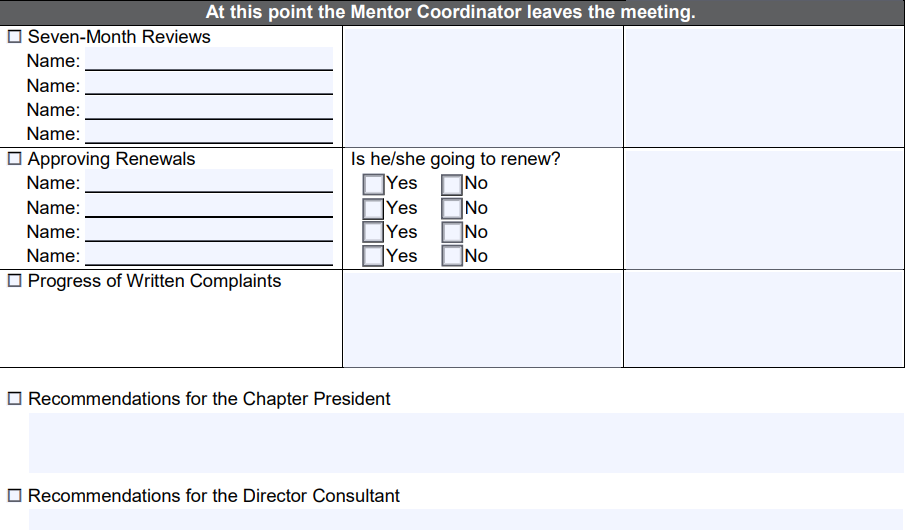 At this point the Mentor Coordinator leaves the meeting.
Seven-Month Reviews
Name:
Name:
Name:
Name:
Approving Renewals
Name:
Name:
Name:
Name:
Is he/she going to renew?
Yes No
Yes No
Yes No
Yes No
Progress of Written Complaints
Recommendations for the Chapter President
Recommendations for the Director Consultant